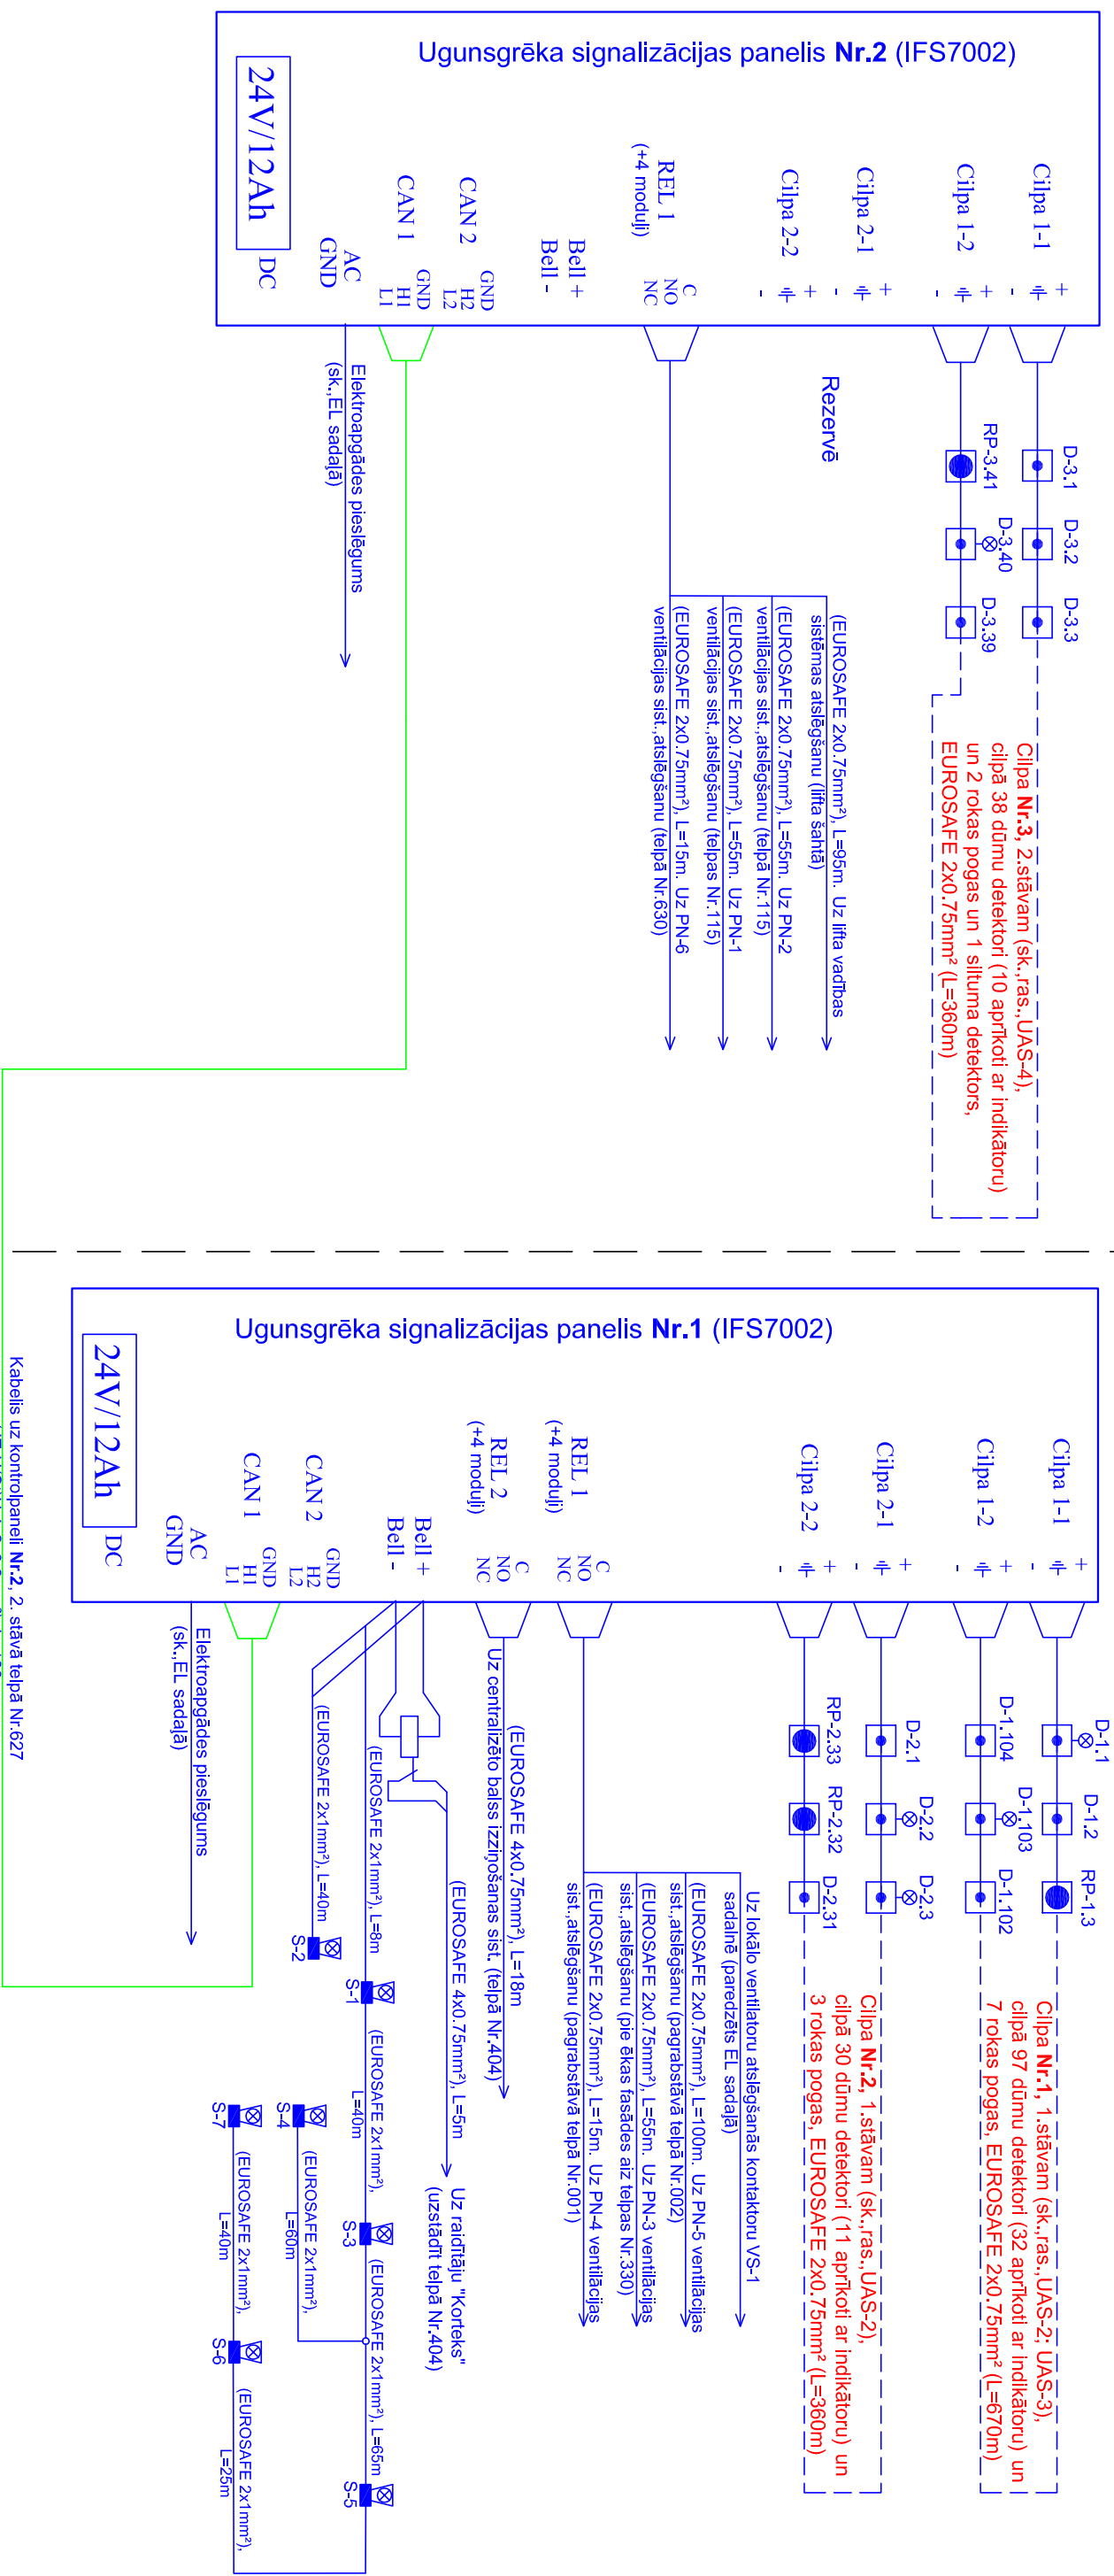 Ugunsgrēka signalizācijas panelis Nr.2 (IFS7002)
Cilpa 1-1
+
-
Cilpa 1-2
+
-
Cilpa 2-1
+
-
Cilpa 2-2
+
-
REL 1
(+4 moduļi)
C
NO
NC
Bell +
Bell -
CAN 2
GND
H2
L2
CAN 1
GND
H1
L1
AC
GND
24V/12Ah
DC
D-3.1
D-3.2
D-3.3
RP-3.41
D-3.40
D-3.39
Cilpa Nr.3, 2.stāvam (sk.,ras.,UAS-4),
cilpā 38 dūmu detektori (10 aprīkoti ar indikātoru)
un 2 rokas pogas un 1 siltuma detektors,
EUROSAFE 2x0.75mm² (L=360m)
Rezervē
(EUROSAFE 2x0.75mm²), L=95m. Uz lifta vadības
sistēmas atslēgšanu (lifta šahtā)
(EUROSAFE 2x0.75mm²), L=55m. Uz PN-2
ventilācijas sist.,atslēgšanu (telpā Nr.115)
(EUROSAFE 2x0.75mm²), L=55m. Uz PN-1
ventilācijas sist.,atslēgšanu (telpas Nr.115)
(EUROSAFE 2x0.75mm²), L=15m. Uz PN-6
ventilācijas sist.,atslēgšanu (telpā Nr.630)
Elektroapgādes pieslēgums
(sk.,EL sadaļā)
Ugunsgrēka signalizācijas panelis Nr.1 (IFS7002)
Cilpa 1-1
+
-
Cilpa 1-2
+
-
Cilpa 2-1
+
-
Cilpa 2-2
+
-
REL 1
(+4 moduļi)
C
NO
NC
REL 2
(+4 moduļi)
C
NO
NC
Bell +
Bell -
CAN 2
GND
H2
L2
CAN 1
GND
H1
L1
AC
GND
24V/12Ah
DC
D-1.1
D-1.2
RP-1.3
D-1.104
D-1.103
D-1.102
Cilpa Nr.1, 1.stāvam (sk.,ras.,UAS-2; UAS-3),
cilpā 97 dūmu detektori (32 aprīkoti ar indikātoru) un
7 rokas pogas, EUROSAFE 2x0.75mm² (L=670m)
D-2.1
D-2.2
D-2.3
RP-2.33
RP-2.32
D-2.31
Cilpa Nr.2, 1.stāvam (sk.,ras.,UAS-2),
cilpā 30 dūmu detektori (11 aprīkoti ar indikātoru) un
3 rokas pogas, EUROSAFE 2x0.75mm² (L=360m)
Uz lokālo ventilatoru atslēgšanās kontaktoru VS-1
sadalnē (paredzēts EL sadaļā)
(EUROSAFE 2x0.75mm²), L=100m. Uz PN-5 ventilācijas
sist.,atslēgšanu (pagrabstāvā telpā Nr.002)
(EUROSAFE 2x0.75mm²), L=55m. Uz PN-3 ventilācijas
sist.,atslēgšanu (pie ēkas fasādes aiz telpas Nr.330)
(EUROSAFE 2x0.75mm²), L=15m. Uz PN-4 ventilācijas
sist.,atslēgšanu (pagrabstāvā telpā Nr.001)
(EUROSAFE 4x0.75mm²), L=18m
Uz centralizēto balss izziņošanas sist. (telpā Nr.404)
(EUROSAFE 4x0.75mm²), L=5m
Uz raidītāju "Korteks"
(uzstādīt telpā Nr.404)
(EUROSAFE 2x1mm²), L=8m
S-1
(EUROSAFE 2x1mm²),
L=40m
S-3
(EUROSAFE 2x1mm²), L=65m
S-5
(EUROSAFE 2x1mm²), L=40m
S-2
S-4
(EUROSAFE 2x1mm²),
L=60m
S-7
(EUROSAFE 2x1mm²),
L=40m
S-6
(EUROSAFE 2x1mm²),
L=25m
Elektroapgādes pieslēgums
(sk.,EL sadaļā)
Kabelis uz kontrolpaneli Nr.2, 2. stāvā telpā Nr.627